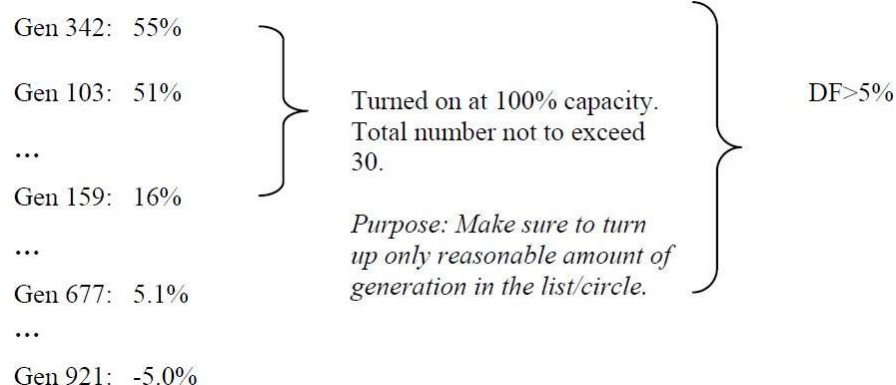 Gen 342: 55%
Gen 103: 51%
...
Gen 159: 16%
...
Gen 677: 5.1%
...
Gen 921: -5.0%
Turned on at 100% capacity.
Total number not to exceed
30.
Purpose: Make sure to turn
up only reasonable amount of
generation in the list/circle.
DF>5%